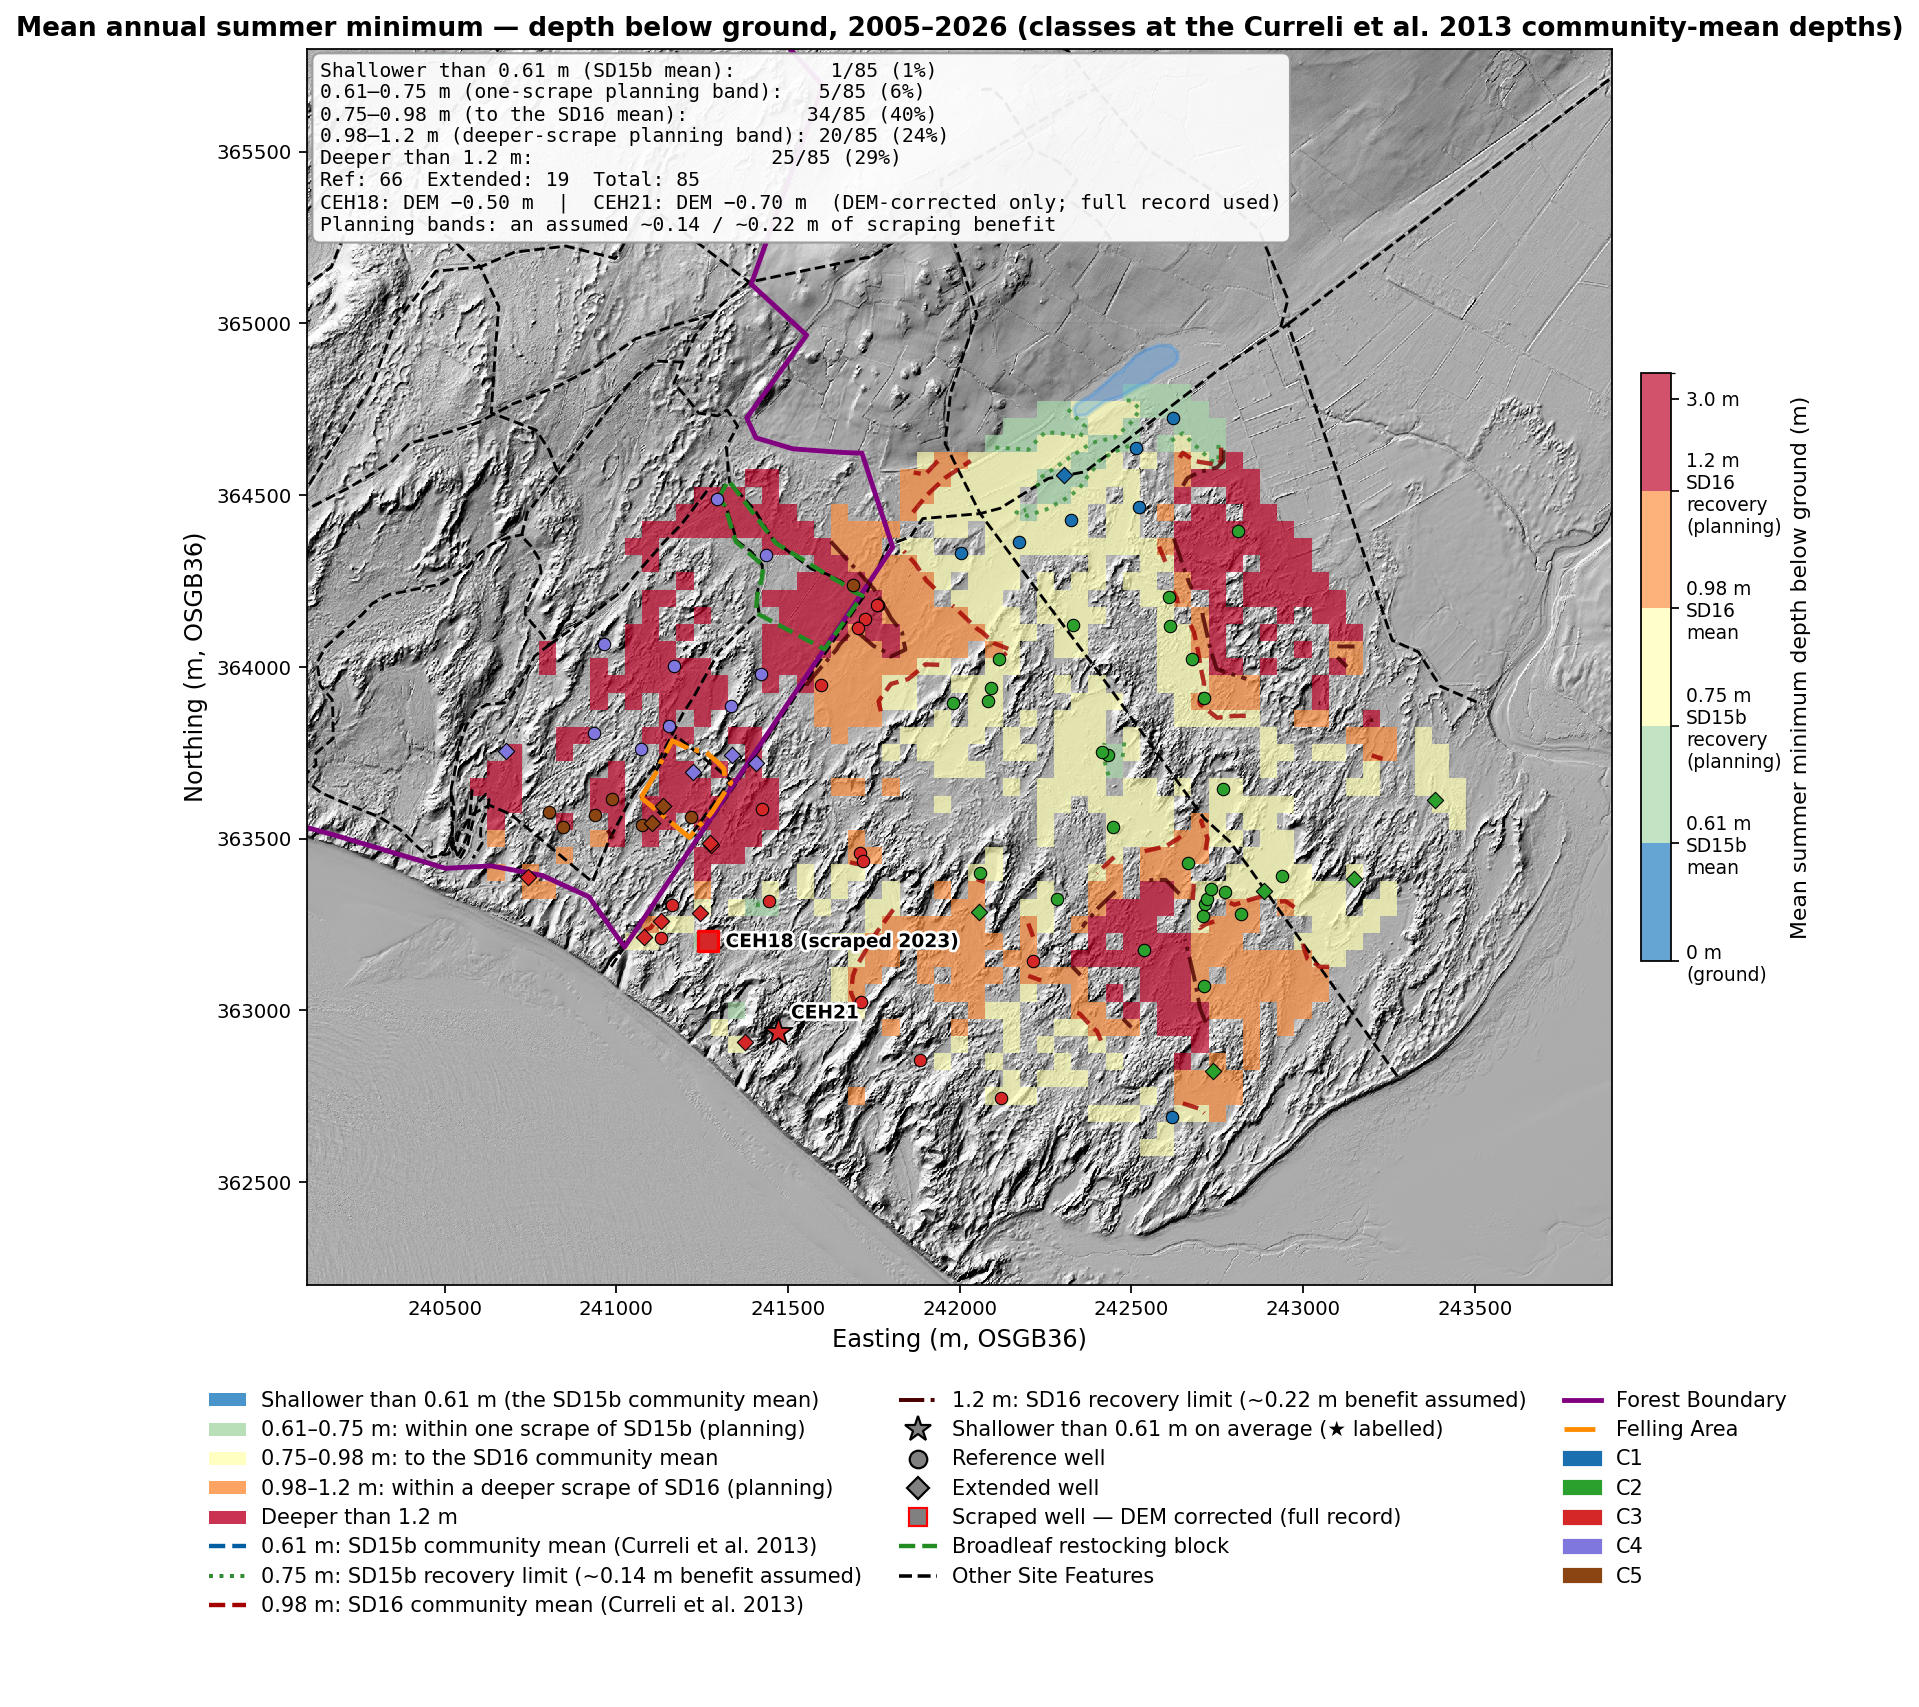 Mean annual summer minimum — depth below ground, 2005–2026 (classes at the Curreli et al. 2013 community-mean depths)
Shallower than 0.61 m (SD15b mean): 1/85 (1%)
0.61–0.75 m (one-scrape planning band): 5/85 (6%)
0.75–0.98 m (to the SD16 mean): 34/85 (40%)
0.98–1.2 m (deeper-scrape planning band): 20/85 (24%)
Deeper than 1.2 m: 25/85 (29%)
Ref: 66 Extended: 19 Total: 85
CEH18: DEM −0.50 m | CEH21: DEM −0.70 m (DEM-corrected only; full record used)
Planning bands: an assumed ~0.14 / ~0.22 m of scraping benefit
365500
365000
364500
364000
363500
363000
362500
Northing (m, OSGB36)
CEH18 (scraped 2023)
CEH21
240500
241000
241500
242000
242500
243000
243500
Easting (m, OSGB36)
3.0 m
1.2 m
SD16
recovery
(planning)
0.98 m
SD16
mean
0.75 m
SD15b
recovery
(planning)
0.61 m
SD15b
mean
0 m
(ground)
Mean summer minimum depth below ground (m)
Shallower than 0.61 m (the SD15b community mean)
0.61–0.75 m: within one scrape of SD15b (planning)
0.75–0.98 m: to the SD16 community mean
0.98–1.2 m: within a deeper scrape of SD16 (planning)
Deeper than 1.2 m
0.61 m: SD15b community mean (Curreli et al. 2013)
0.75 m: SD15b recovery limit (~0.14 m benefit assumed)
0.98 m: SD16 community mean (Curreli et al. 2013)
1.2 m: SD16 recovery limit (~0.22 m benefit assumed)
Shallower than 0.61 m on average (★ labelled)
Reference well
Extended well
Scraped well — DEM corrected (full record)
Broadleaf restocking block
Other Site Features
Forest Boundary
Felling Area
C1
C2
C3
C4
C5